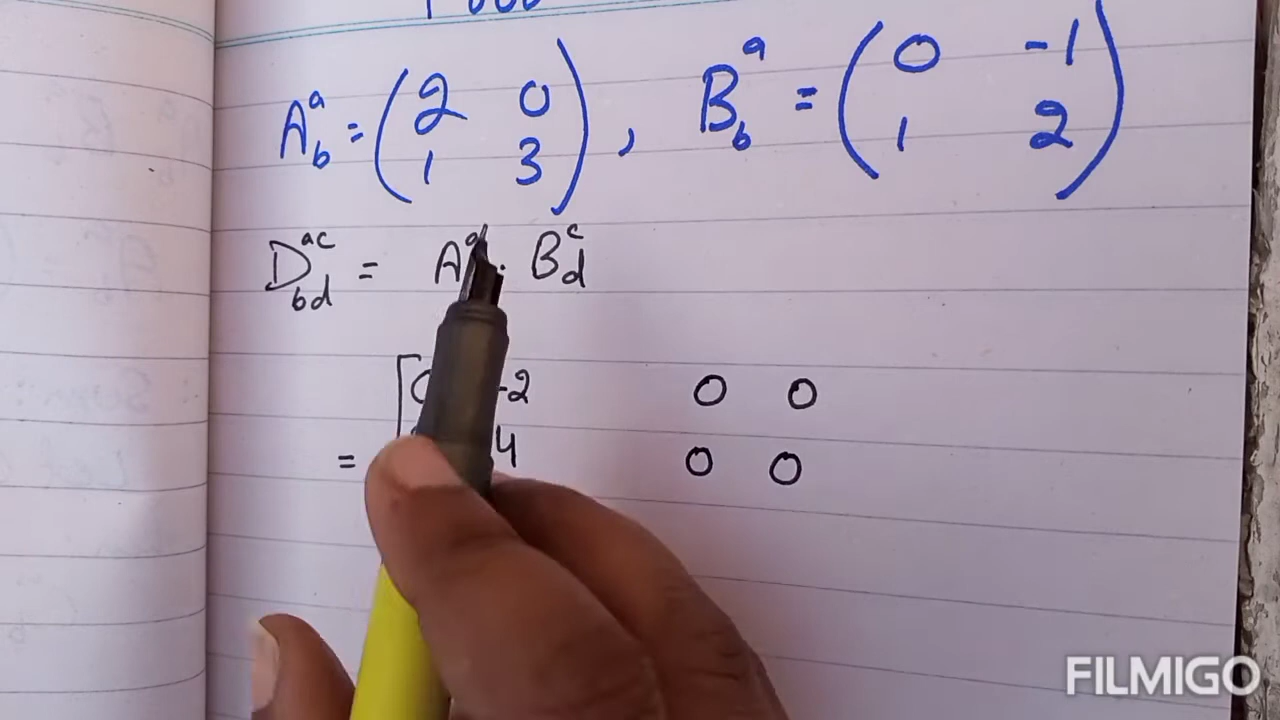 A^a_b = ( 2 0 ; 1 3 ) , B^a_b = ( 0 -1 ; 1 2 )
D^ac_bd = A^a . B^c_d
= [ 0 -2 0 0
4 0 0
FILMIGO